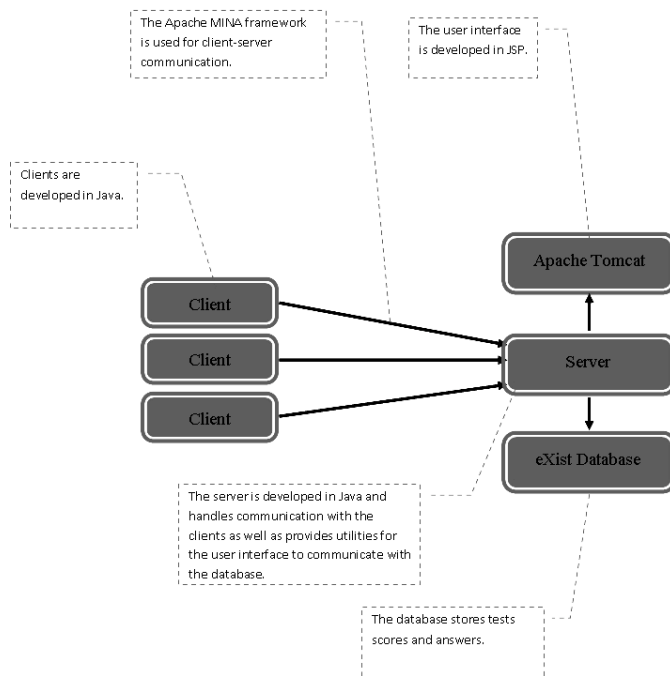 The Apache MINA framework
is used for client-server
communication.
The user interface
is developed in JSP.
Clients are
developed in Java.
Apache Tomcat
Client
Client
Server
Client
eXist Database
The server is developed in Java and
handles communication with the
clients as well as provides utilities for
the user interface to communicate with
the database.
The database stores tests
scores and answers.